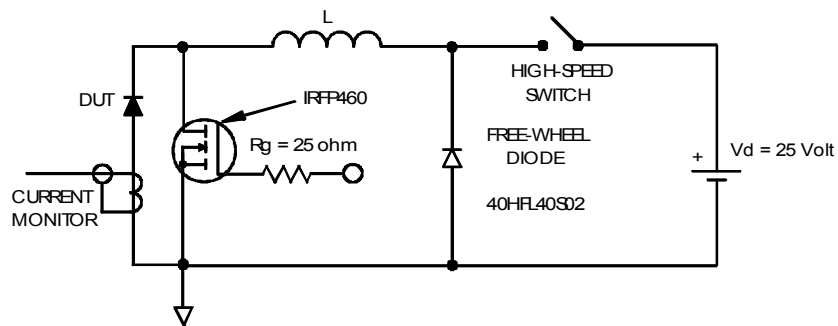 L
HIGH-SPEED
SWITCH
DUT
IRFP460
Rg = 25 ohm
FREE-WHEEL
DIODE
+
Vd = 25 Volt
40HFL40S02
CURRENT
MONITOR